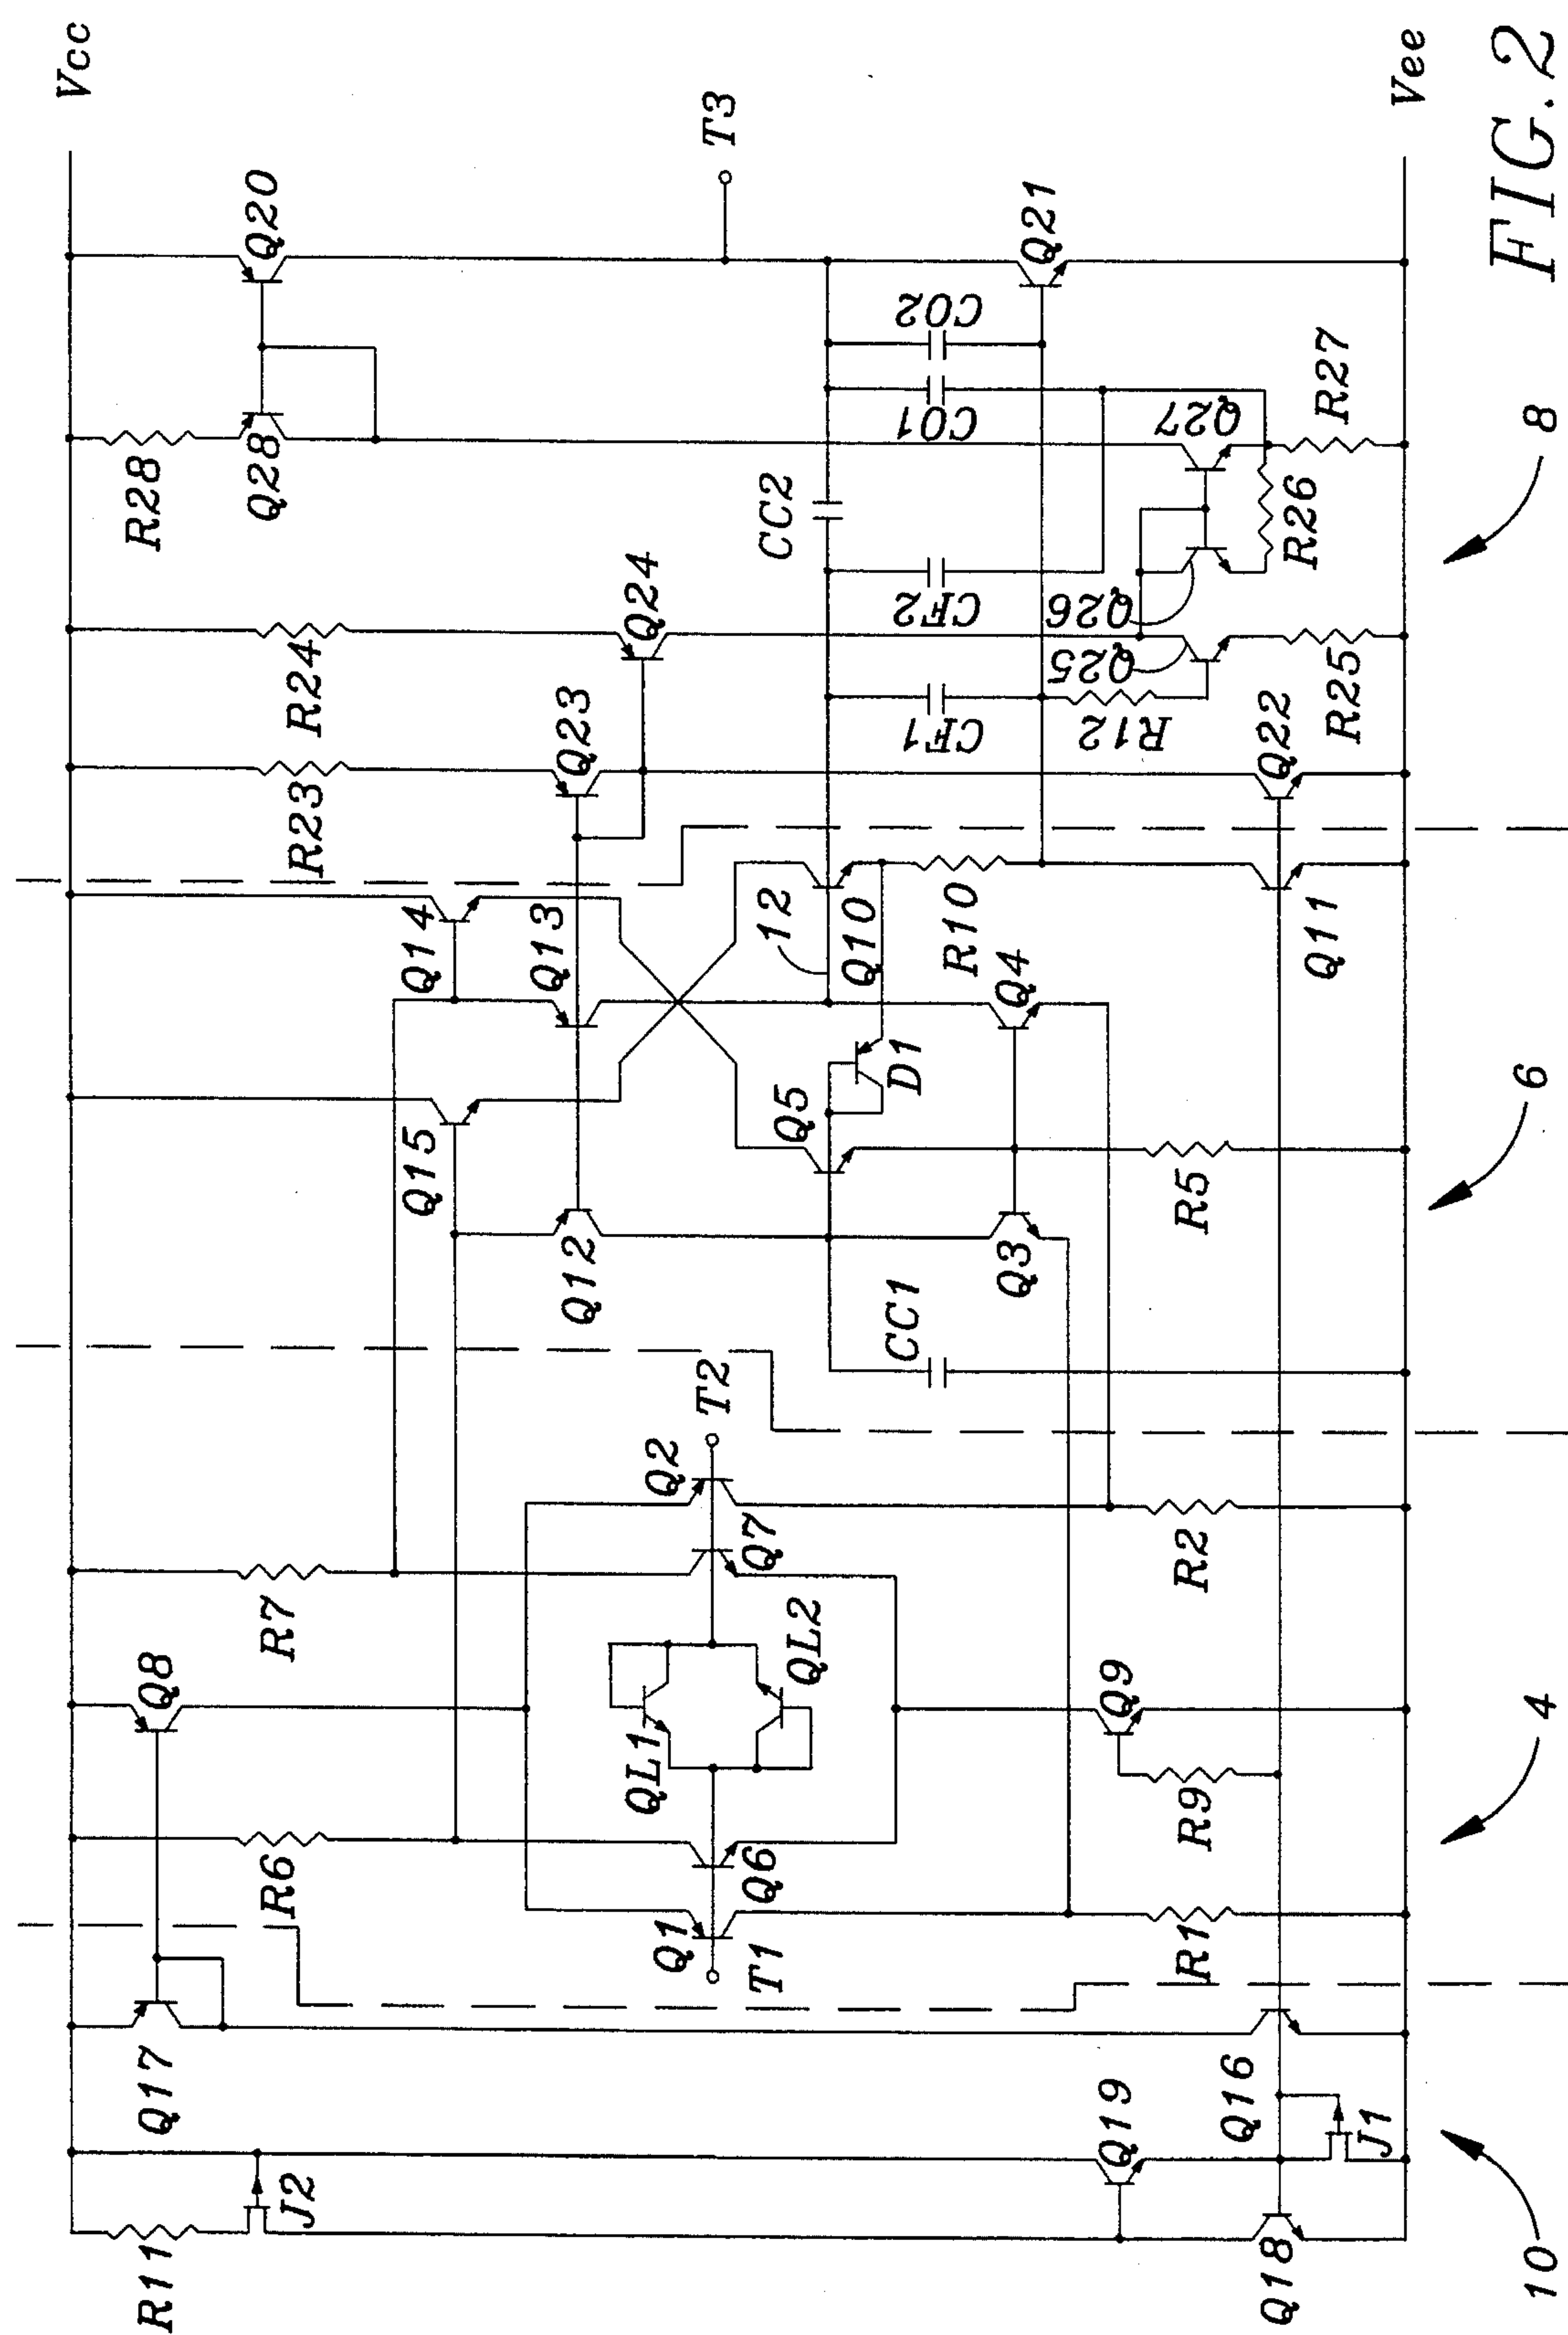 Vcc
R28
Q28
Q20
R24
Q24
R23
Q23
T3
CC2
CO2
CO1
CF2
CF1
Q21
Q27
Q26
Q25
R12
R26
R27
R25
Q22
Vee
FIG.2
8
Q14
Q13
Q15
Q12
12
Q10
R10
Q5
D1
Q4
Q3
R5
Q11
CC1
6
R7
Q8
R6
T2
Q2
Q7
QL1
QL2
Q6
Q1
T1
Q9
R9
R2
R1
4
Q17
R11
J2
Q19
Q16
J1
Q18
10